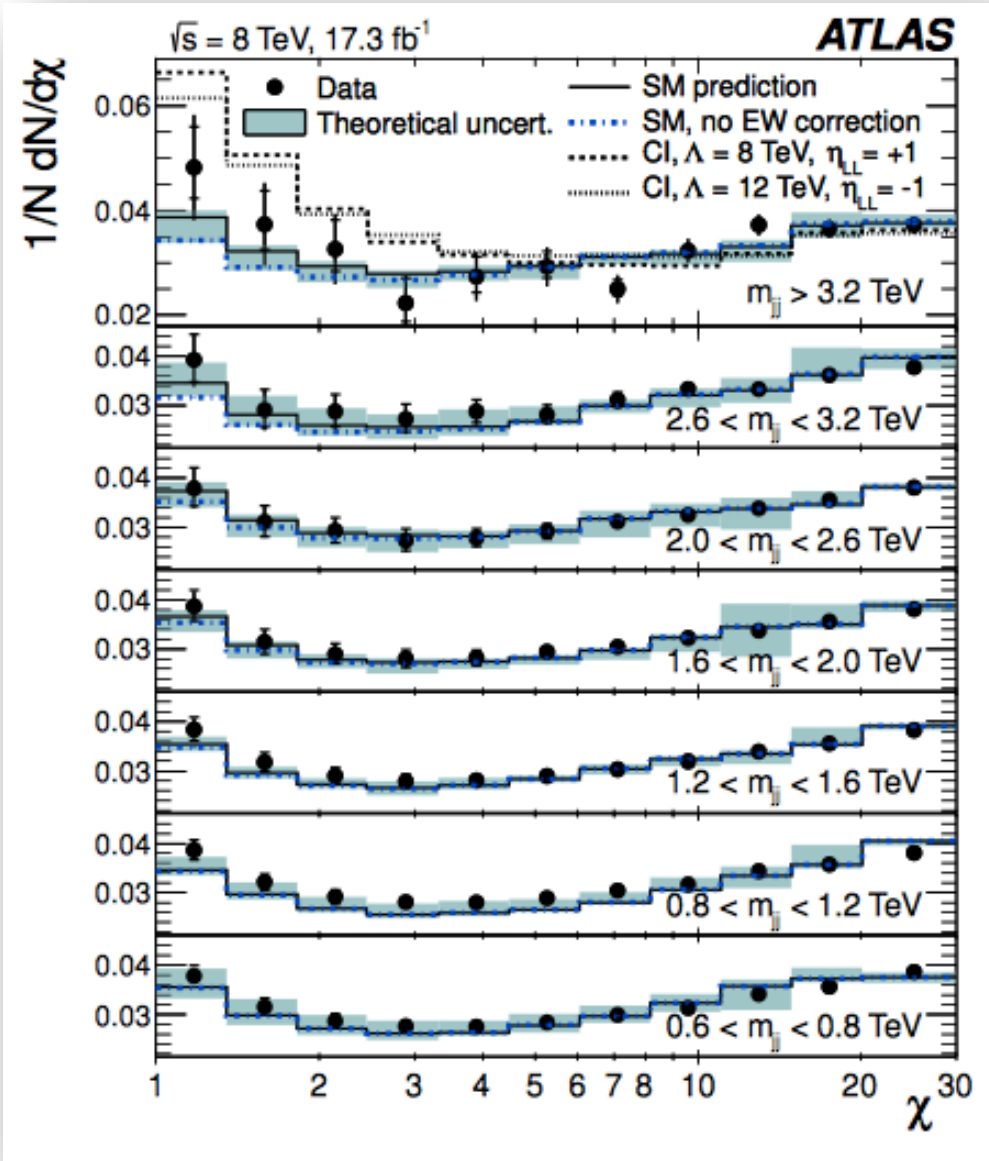 √s = 8 TeV, 17.3 fb⁻¹ ATLAS
1/N dN/dχ
Data
Theoretical uncert.
SM prediction
SM, no EW correction
CI, Λ = 8 TeV, η_LL = +1
CI, Λ = 12 TeV, η_LL = -1
0.06
0.04
0.02
m_jj > 3.2 TeV
0.04
0.03
2.6 < m_jj < 3.2 TeV
0.04
0.03
2.0 < m_jj < 2.6 TeV
0.04
0.03
1.6 < m_jj < 2.0 TeV
0.04
0.03
1.2 < m_jj < 1.6 TeV
0.04
0.03
0.8 < m_jj < 1.2 TeV
0.04
0.03
0.6 < m_jj < 0.8 TeV
1 2 3 4 5 6 7 8 10 20 30
χ